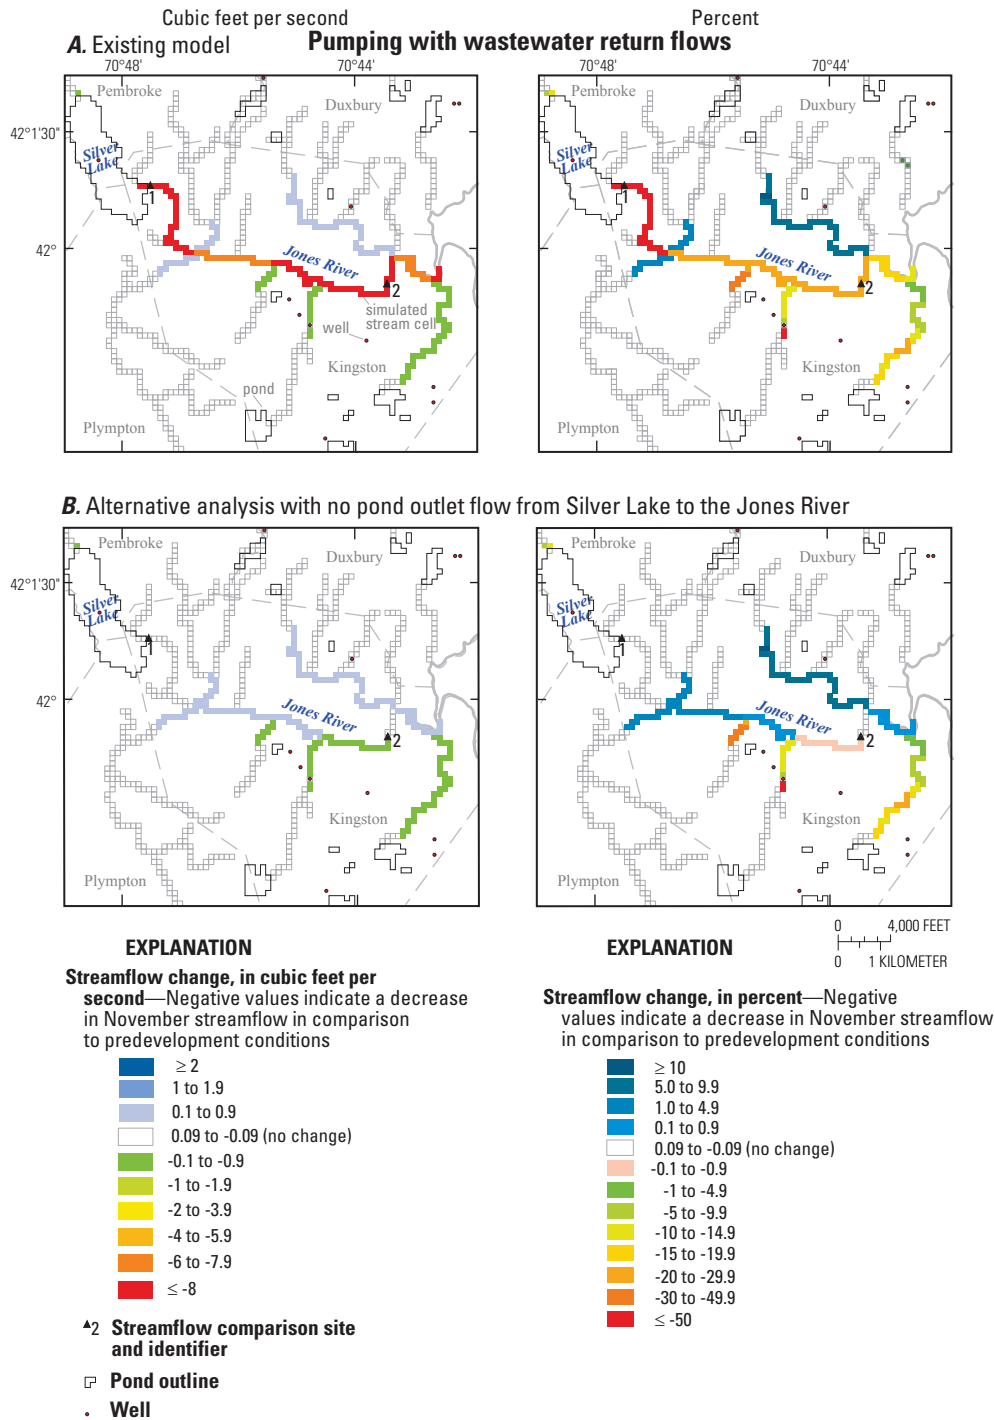 Cubic feet per second
Percent
A. Existing model
Pumping with wastewater return flows
70°48'
70°44'
70°48'
70°44'
42°1'30"
42°
Pembroke
Duxbury
Silver
Lake
1
Jones River
2
simulated
stream cell
well
Kingston
pond
Plympton
Pembroke
Duxbury
Silver
Lake
1
Jones River
2
Kingston
Plympton
B. Alternative analysis with no pond outlet flow from Silver Lake to the Jones River
42°1'30"
42°
Pembroke
Duxbury
Silver
Lake
1
Jones River
2
Kingston
Plympton
Pembroke
Duxbury
Silver
Lake
1
Jones River
2
Kingston
Plympton
0 4,000 FEET
0 1 KILOMETER
EXPLANATION
Streamflow change, in cubic feet per
second—Negative values indicate a decrease
in November streamflow in comparison
to predevelopment conditions
≥ 2
1 to 1.9
0.1 to 0.9
0.09 to -0.09 (no change)
-0.1 to -0.9
-1 to -1.9
-2 to -3.9
-4 to -5.9
-6 to -7.9
≤ -8
2 Streamflow comparison site
and identifier
Pond outline
Well
EXPLANATION
Streamflow change, in percent—Negative
values indicate a decrease in November streamflow
in comparison to predevelopment conditions
≥ 10
5.0 to 9.9
1.0 to 4.9
0.1 to 0.9
0.09 to -0.09 (no change)
-0.1 to -0.9
-1 to -4.9
-5 to -9.9
-10 to -14.9
-15 to -19.9
-20 to -29.9
-30 to -49.9
≤ -50